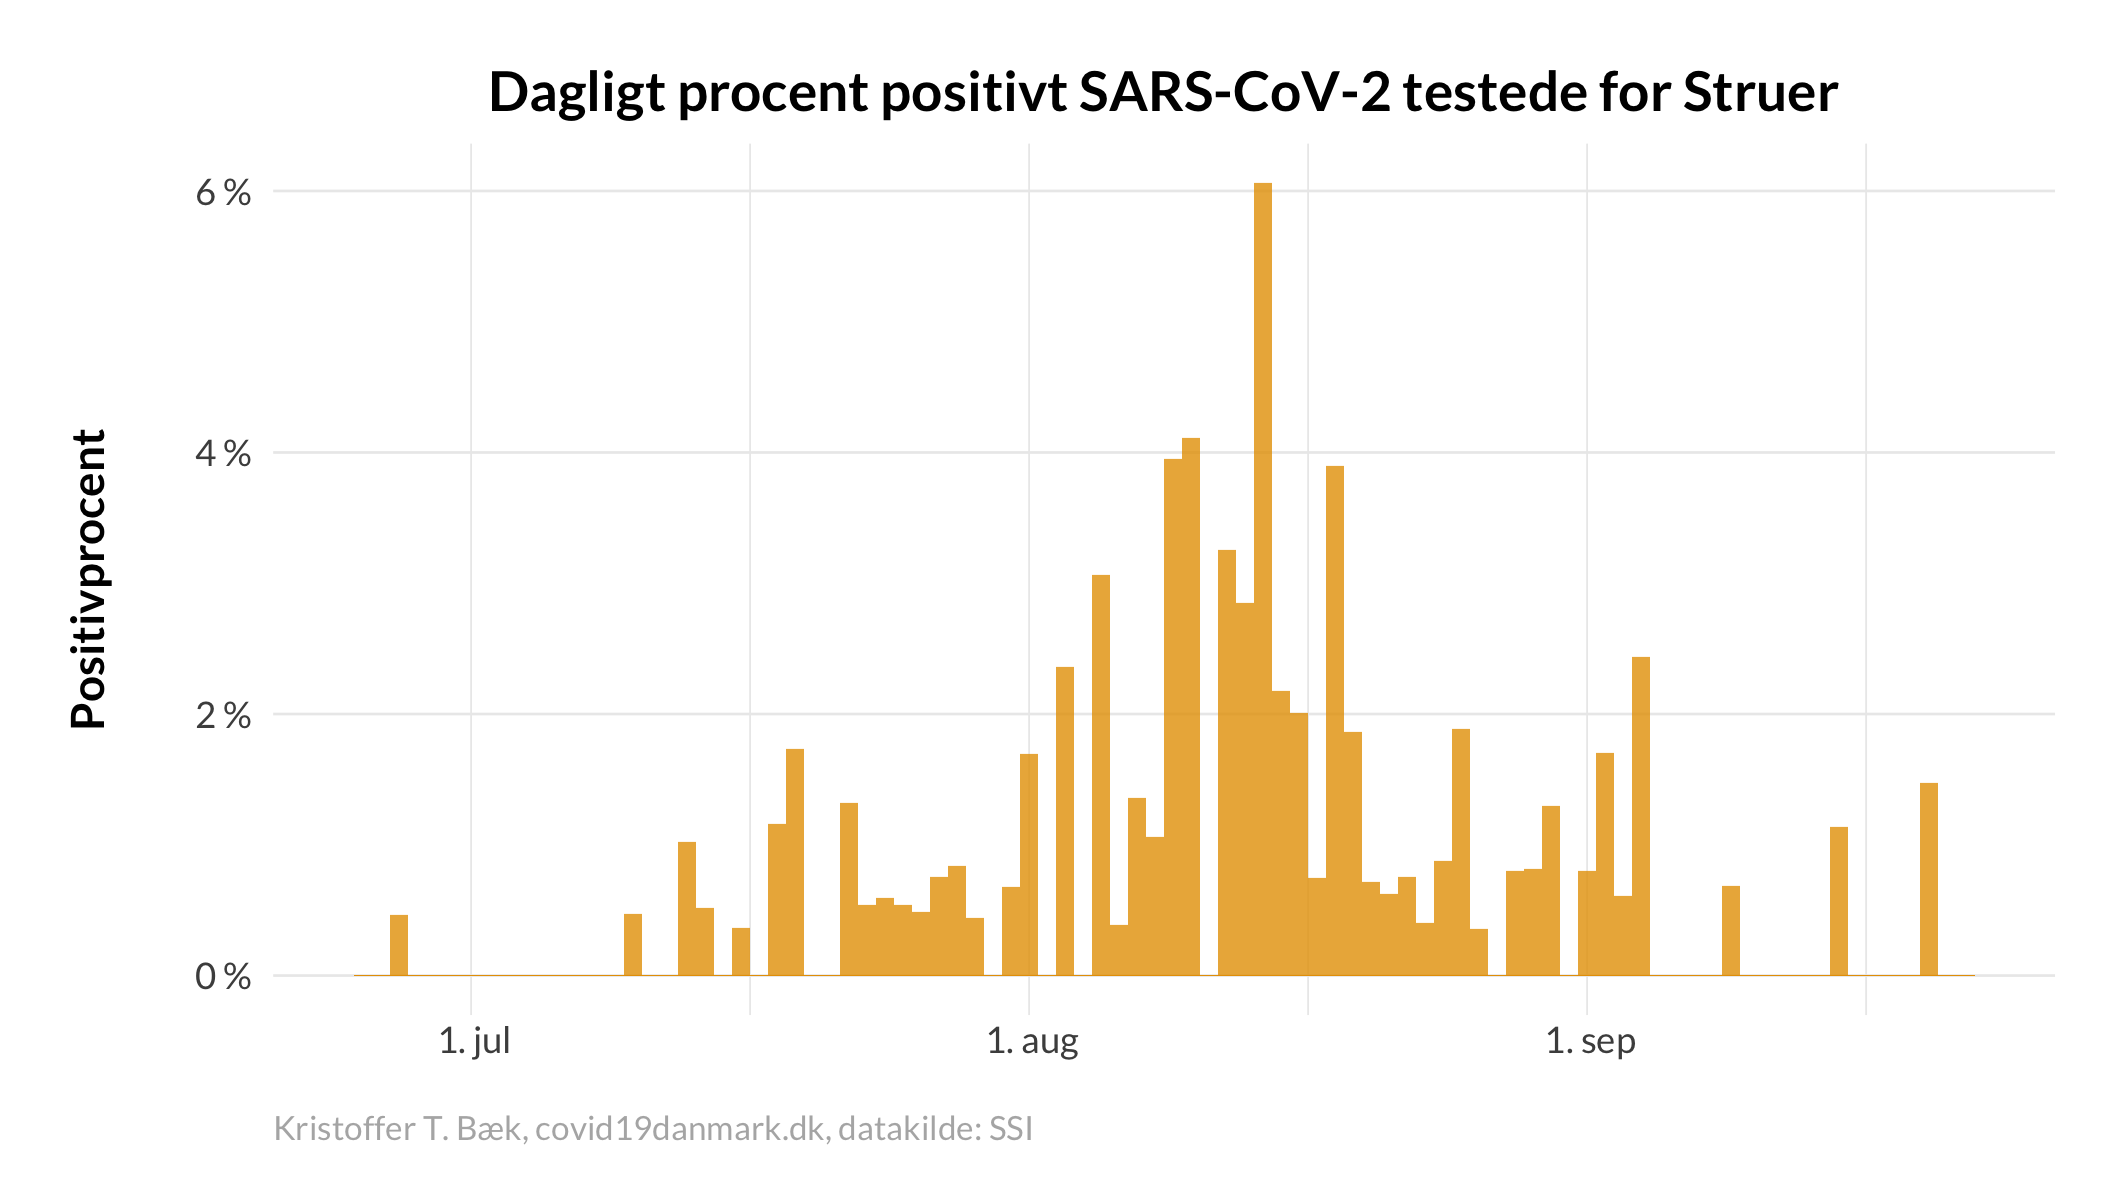 Dagligt procent positivt SARS-CoV-2 testede for Struer
Positivprocent
6 %
4 %
2 %
0 %
1. jul
1. aug
1. sep
Kristoffer T. Bæk, covid19danmark.dk, datakilde: SSI